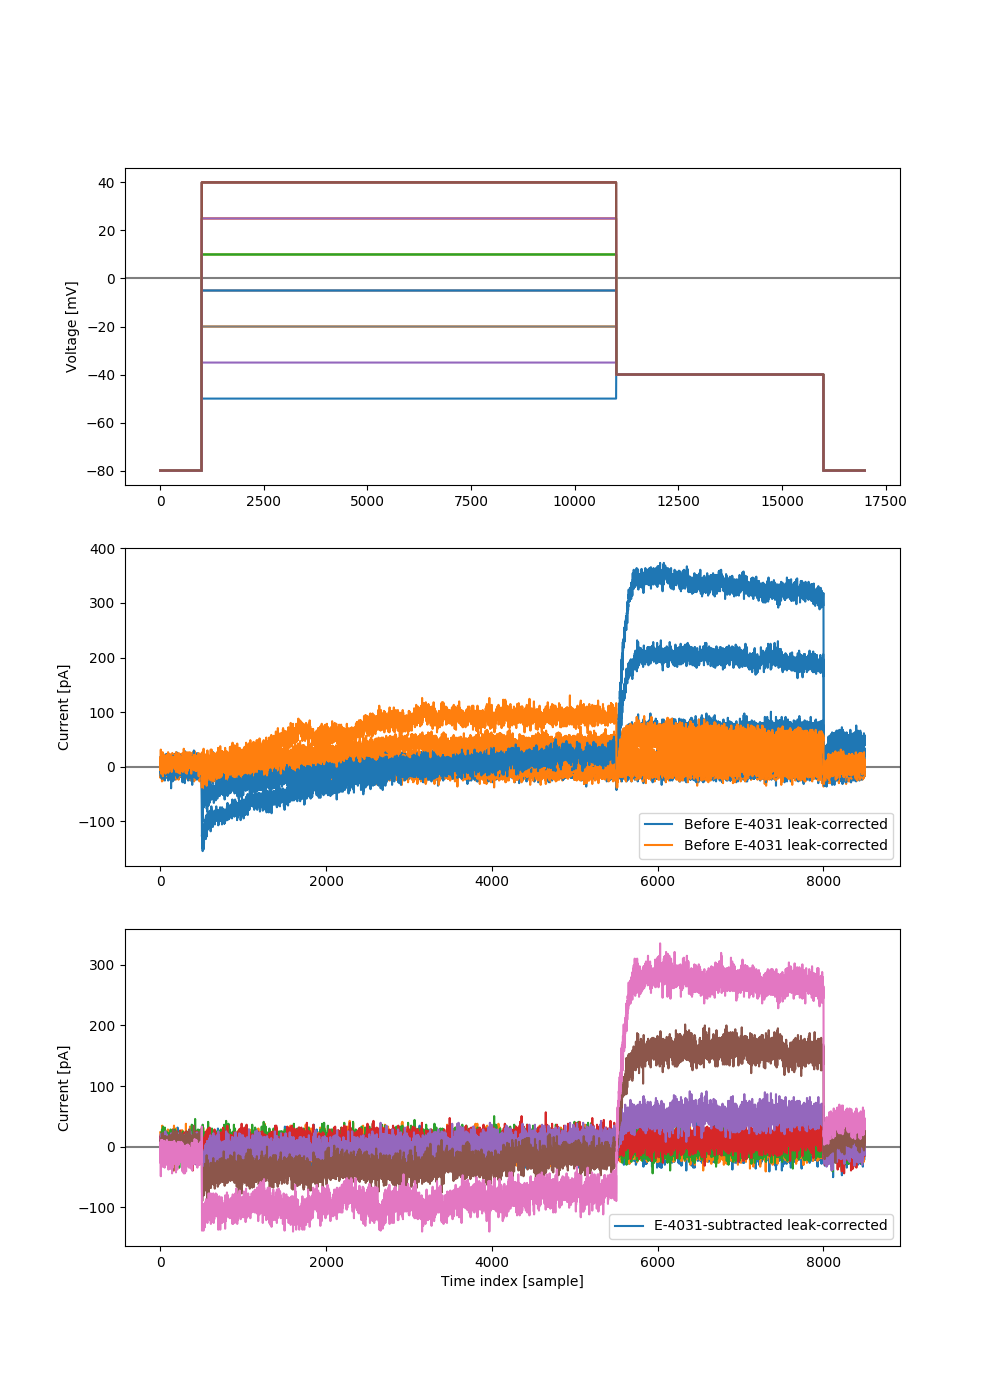 40
20
0
−20
−40
−60
−80
Voltage [mV]
0 2500 5000 7500 10000 12500 15000 17500
400
300
200
100
0
−100
Current [pA]
Before E-4031 leak-corrected
Before E-4031 leak-corrected
0 2000 4000 6000 8000
300
200
100
0
−100
Current [pA]
E-4031-subtracted leak-corrected
0 2000 4000 6000 8000
Time index [sample]